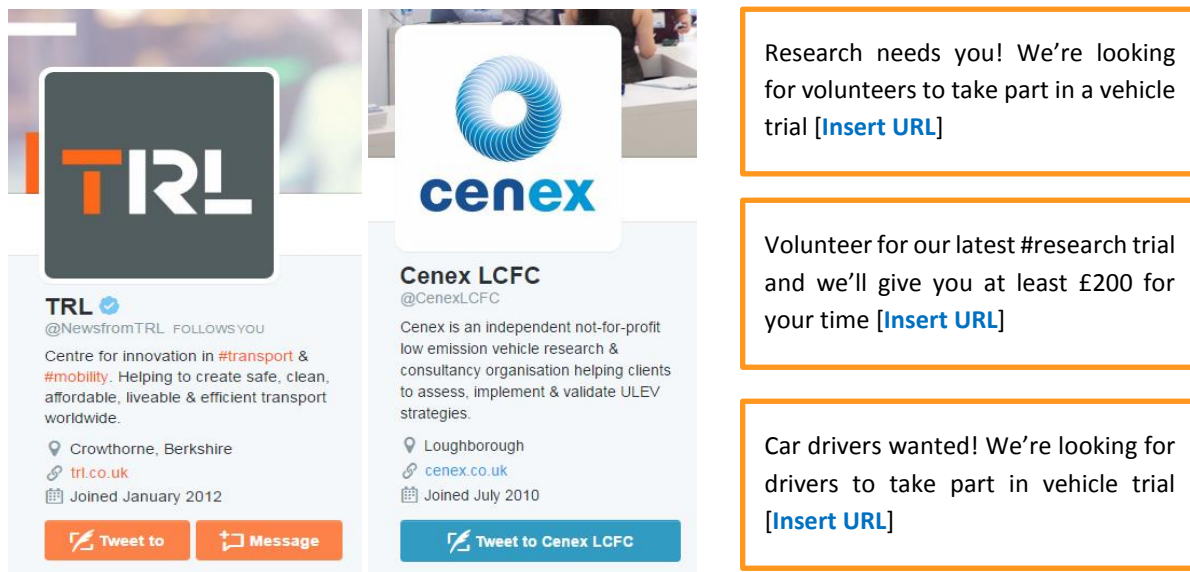 TRL
TRL
@NewsfromTRL FOLLOWS YOU
Centre for innovation in #transport &
#mobility. Helping to create safe, clean,
affordable, liveable & efficient transport
worldwide.
Crowthorne, Berkshire
trl.co.uk
Joined January 2012
Tweet to
Message
cenex
Cenex LCFC
@CenexLCFC
Cenex is an independent not-for-profit
low emission vehicle research &
consultancy organisation helping clients
to assess, implement & validate ULEV
strategies.
Loughborough
cenex.co.uk
Joined July 2010
Tweet to Cenex LCFC
Research needs you! We’re looking
for volunteers to take part in a vehicle
trial [Insert URL]
Volunteer for our latest #research trial
and we’ll give you at least £200 for
your time [Insert URL]
Car drivers wanted! We’re looking for
drivers to take part in vehicle trial
[Insert URL]